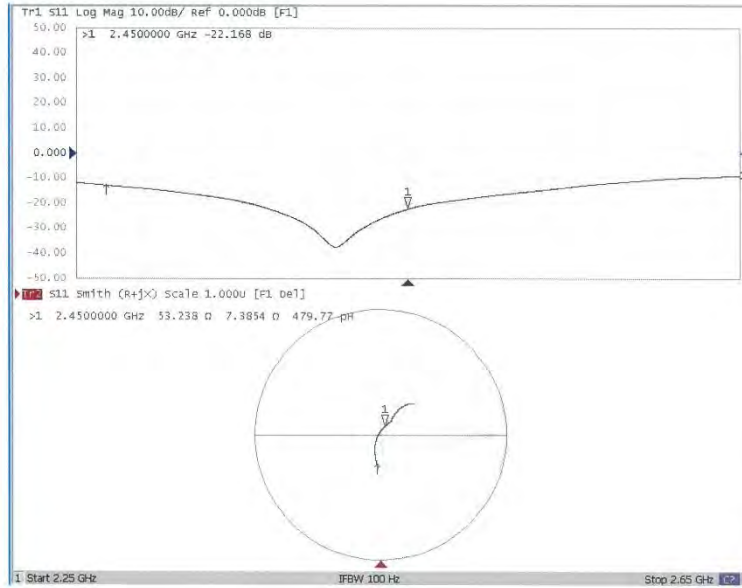 Tr1 S11 Log Mag 10.00dB/ Ref 0.000dB [F1]
50.00
>1 2.4500000 GHz -22.168 dB
40.00
30.00
20.00
10.00
0.000
-10.00
1
-20.00
-30.00
-40.00
-50.00
Tr2 S11 Smith (R+jX) Scale 1.000U [F1 Del]
>1 2.4500000 GHz 53.238 Ω 7.3854 Ω 479.77 pH
1
1 Start 2.25 GHz IFBW 100 Hz Stop 2.65 GHz C?